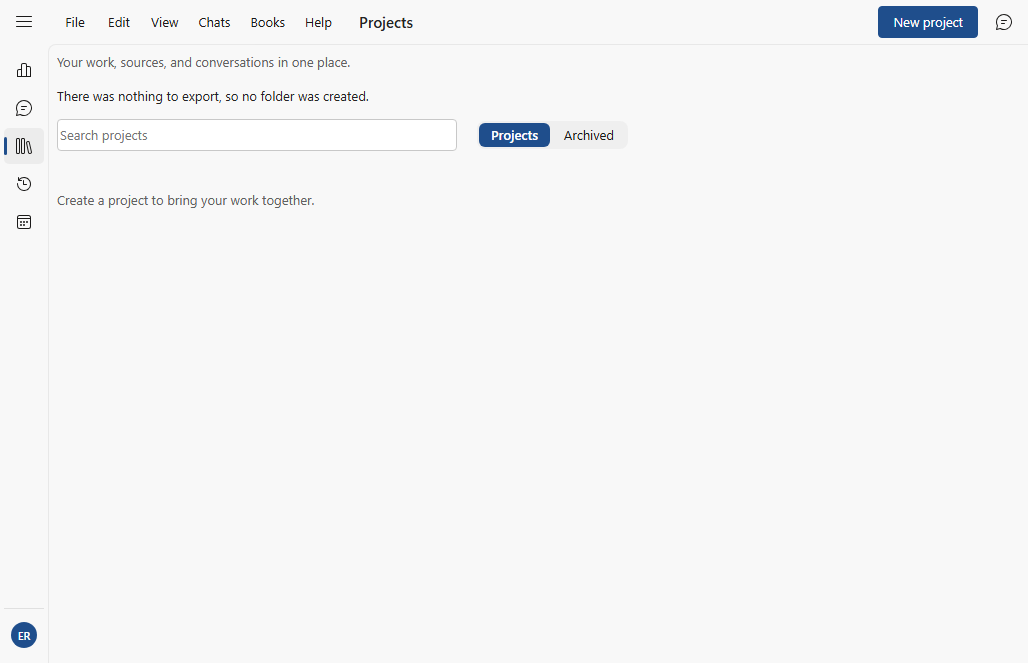 File Edit View Chats Books Help Projects New project
Your work, sources, and conversations in one place.
There was nothing to export, so no folder was created.
Search projects Projects Archived
Create a project to bring your work together.
ER